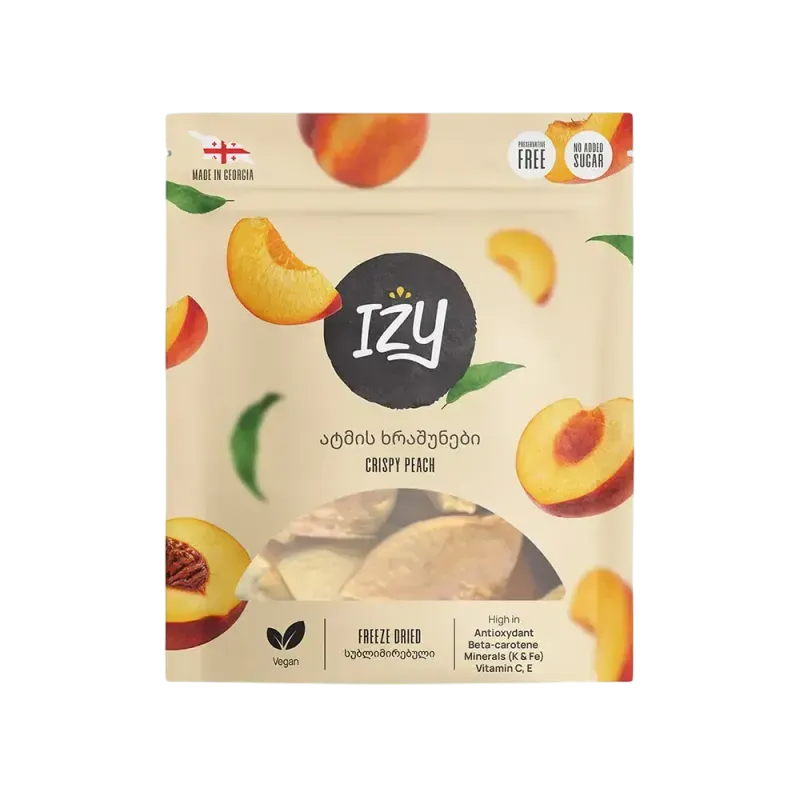 MADE IN GEORGIA
PRESERVATIVE
FREE
NO ADDED
SUGAR
IZY
ატმის ხრაშუნები
CRISPY PEACH
Vegan
FREEZE DRIED
სუბლიმირებული
High in
Antioxydant
Beta-carotene
Minerals (K & Fe)
Vitamin C, E